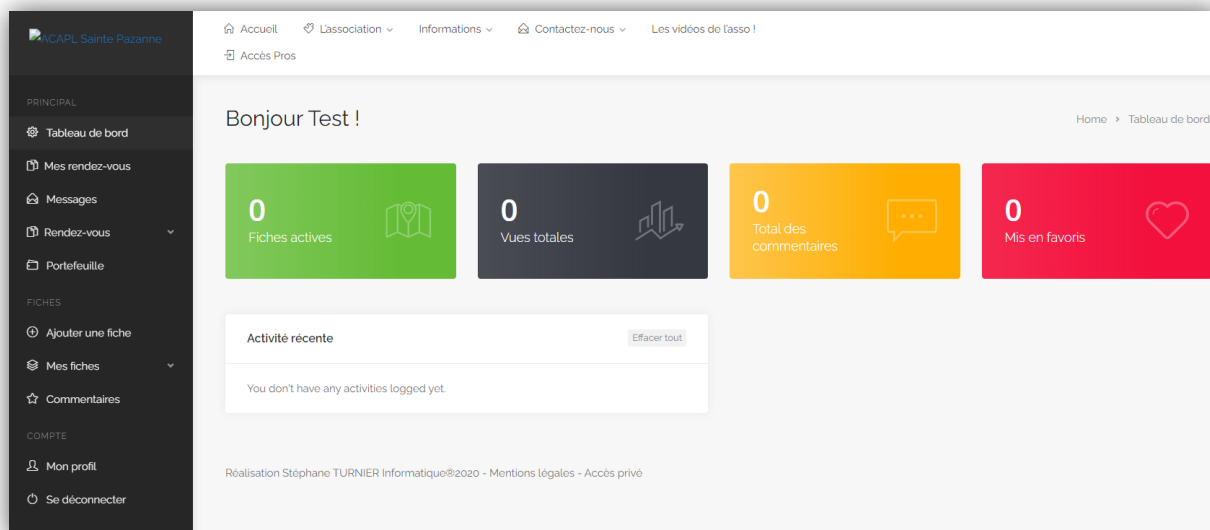 ACAPL Sainte Pazanne
Accueil L'association Informations Contactez-nous Les vidéos de l'asso !
Accès Pros
PRINCIPAL
Tableau de bord
Mes rendez-vous
Messages
Rendez-vous
Portefeuille
FICHES
Ajouter une fiche
Mes fiches
Commentaires
COMPTE
Mon profil
Se déconnecter
Bonjour Test !
Home > Tableau de bord
0
Fiches actives
0
Vues totales
0
Total des
commentaires
0
Mis en favoris
Activité récente
Effacer tout
You don't have any activities logged yet.
Réalisation Stéphane TURNIER Informatique®2020 - Mentions légales - Accès privé